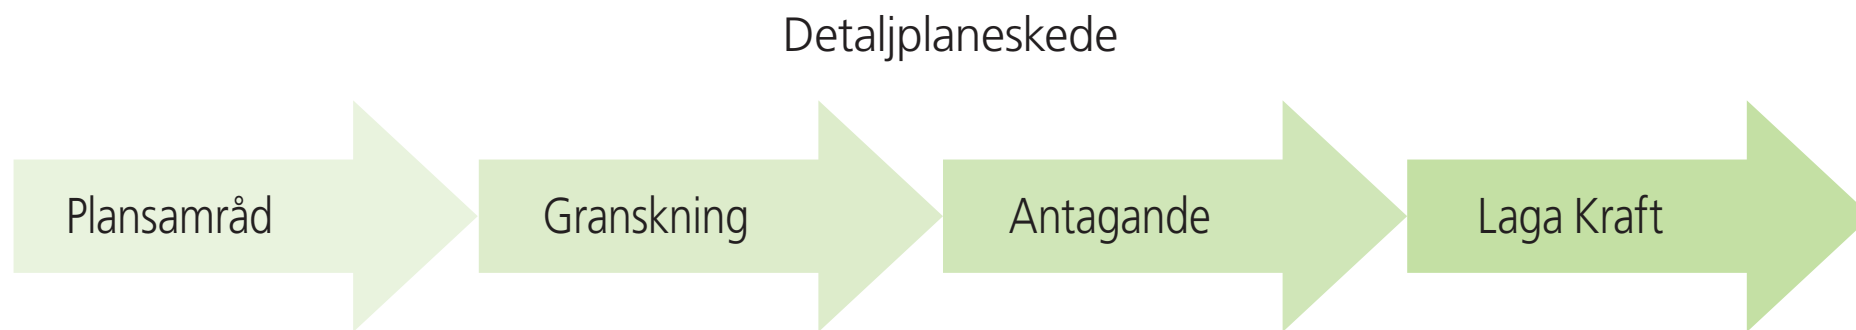 Detaljplaneskede
Plansamråd
Granskning
Antagande
Laga Kraft